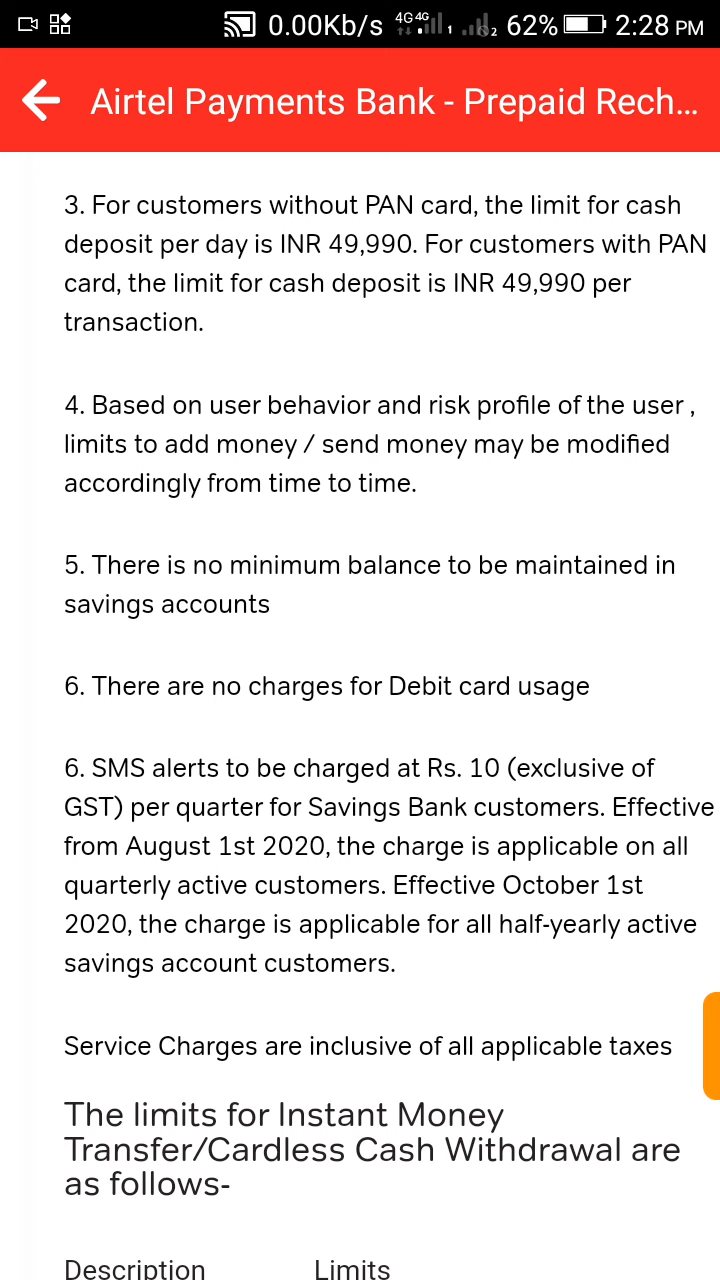 0.00Kb/s 4G 4G 1 2 62% 2:28 PM
Airtel Payments Bank - Prepaid Rech...
3. For customers without PAN card, the limit for cash
deposit per day is INR 49,990. For customers with PAN
card, the limit for cash deposit is INR 49,990 per
transaction.
4. Based on user behavior and risk profile of the user ,
limits to add money / send money may be modified
accordingly from time to time.
5. There is no minimum balance to be maintained in
savings accounts
6. There are no charges for Debit card usage
6. SMS alerts to be charged at Rs. 10 (exclusive of
GST) per quarter for Savings Bank customers. Effective
from August 1st 2020, the charge is applicable on all
quarterly active customers. Effective October 1st
2020, the charge is applicable for all half-yearly active
savings account customers.
Service Charges are inclusive of all applicable taxes
The limits for Instant Money
Transfer/Cardless Cash Withdrawal are
as follows-
Description Limits